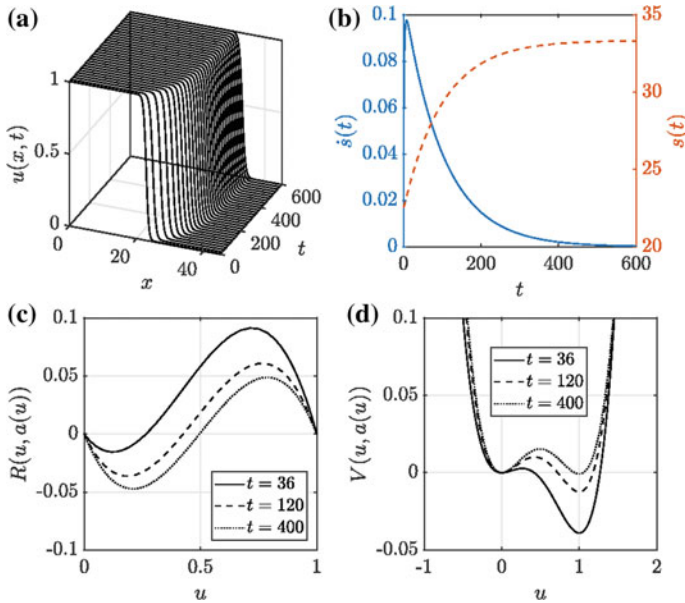 (a)
1
0.5
0
u(x, t)
0
20
40
x
0
200
400
600
t
(b)
0.1
0.08
0.06
0.04
0.02
0
ṡ(t)
35
33
28
23
20
s(t)
0 200 400 600
t
(c)
0.1
0.05
0
-0.05
-0.1
R(u, a(u))
t = 36
t = 120
t = 400
0 0.5 1
u
(d)
0.1
0.05
0
-0.05
V(u, a(u))
t = 36
t = 120
t = 400
-1 0 1 2
u